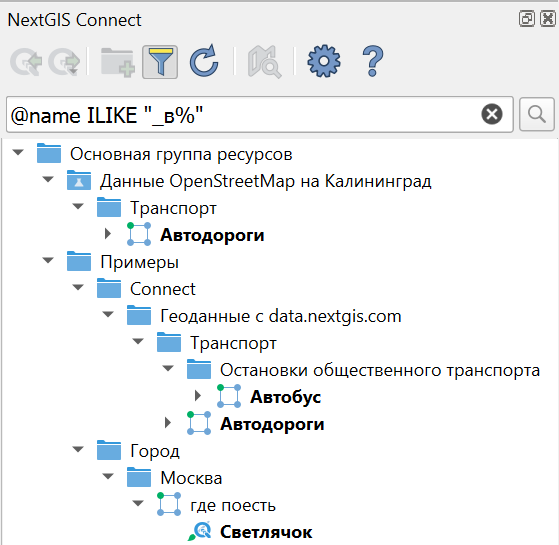 NextGIS Connect
@name ILIKE "_в%"
Основная группа ресурсов
Данные OpenStreetMap на Калининград
Транспорт
Автодороги
Примеры
Connect
Геоданные с data.nextgis.com
Транспорт
Остановки общественного транспорта
Автобус
Автодороги
Город
Москва
где поесть
Светлячок